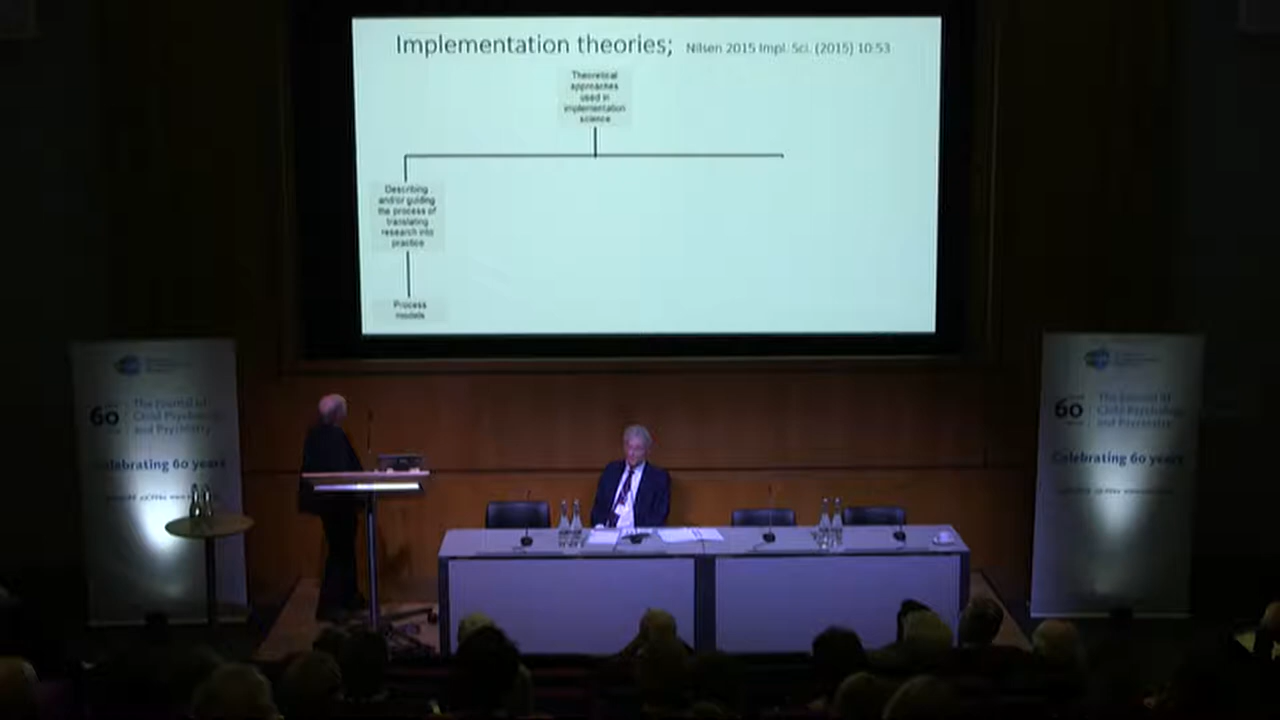 Implementation theories; Nilsen 2015 Impl. Sci. (2015) 10:53
Theoretical
approaches
used in
implementation
science
Describing
and/or guiding
the process of
translating
research into
practice
Process
models
60
The Journal of
Child Psychology
and Psychiatry
Celebrating 60 years
60
The Journal of
Child Psychology
and Psychiatry
Celebrating 60 years